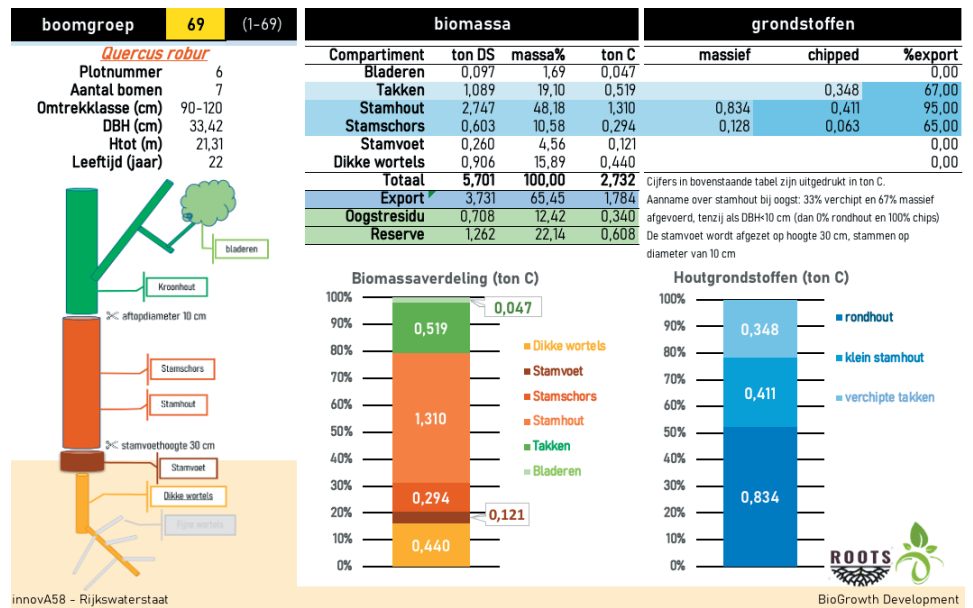 boomgroep 69 (1-69)
Quercus robur
Plotnummer 6
Aantal bomen 7
Omtrekklasse (cm) 90-120
DBH (cm) 33,42
Htot (m) 21,31
Leeftijd (jaar) 22
bladeren
Kroonhout
aftopdiameter 10 cm
Stamschors
Stamhout
stamvoethoogte 30 cm
Stamvoet
Dikke wortels
Fijne wortels
biomassa
Compartiment ton DS massa% ton C
Bladeren 0,097 1,69 0,047
Takken 1,089 19,10 0,519
Stamhout 2,747 48,18 1,310
Stamschors 0,603 10,58 0,294
Stamvoet 0,260 4,56 0,121
Dikke wortels 0,906 15,89 0,440
Totaal 5,701 100,00 2,732
Export 3,731 65,45 1,784
Oogstresidu 0,708 12,42 0,340
Reserve 1,262 22,14 0,608
grondstoffen
massief chipped %export
0,00
0,348 67,00
0,834 0,411 95,00
0,128 0,063 65,00
0,00
0,00
Cijfers in bovenstaande tabel zijn uitgedrukt in ton C.
Aanname over stamhout bij oogst: 33% verchipt en 67% massief
afgevoerd, tenzij als DBH<10 cm (dan 0% rondhout en 100% chips)
De stamvoet wordt afgezet op hoogte 30 cm, stammen op
diameter van 10 cm
Biomassaverdeling (ton C)
100%
90%
80%
70%
60%
50%
40%
30%
20%
10%
0%
0,047
0,519
1,310
0,294
0,121
0,440
Dikke wortels
Stamvoet
Stamschors
Stamhout
Takken
Bladeren
Houtgrondstoffen (ton C)
100%
90%
80%
70%
60%
50%
40%
30%
20%
10%
0%
0,348
0,411
0,834
rondhout
klein stamhout
verchipte takken
ROOTS
innovA58 - Rijkswaterstaat
BioGrowth Development